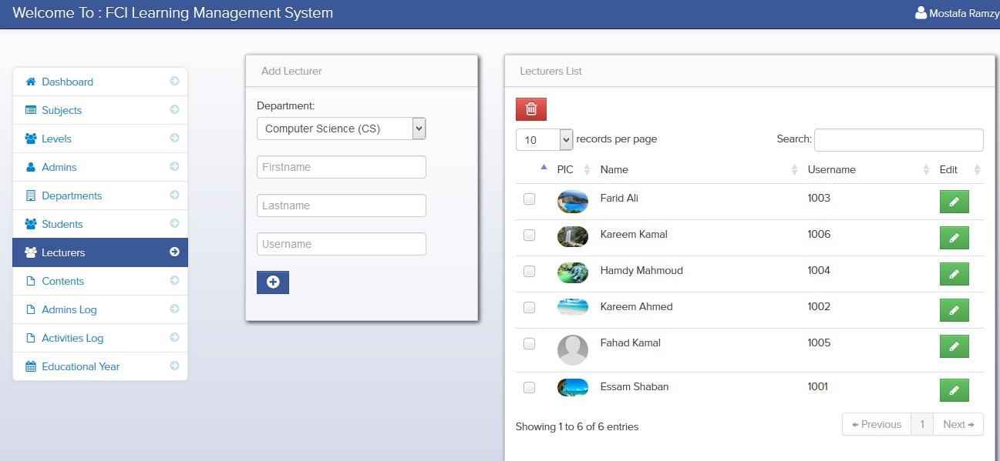 Welcome To : FCI Learning Management System
Mostafa Ramzy
Dashboard
Subjects
Levels
Admins
Departments
Students
Lecturers
Contents
Admins Log
Activities Log
Educational Year
Add Lecturer
Department:
Computer Science (CS)
Firstname
Lastname
Username
Lecturers List
10 records per page
Search:
PIC Name Username Edit
Farid Ali 1003
Kareem Kamal 1006
Hamdy Mahmoud 1004
Kareem Ahmed 1002
Fahad Kamal 1005
Essam Shaban 1001
Showing 1 to 6 of 6 entries
← Previous 1 Next →